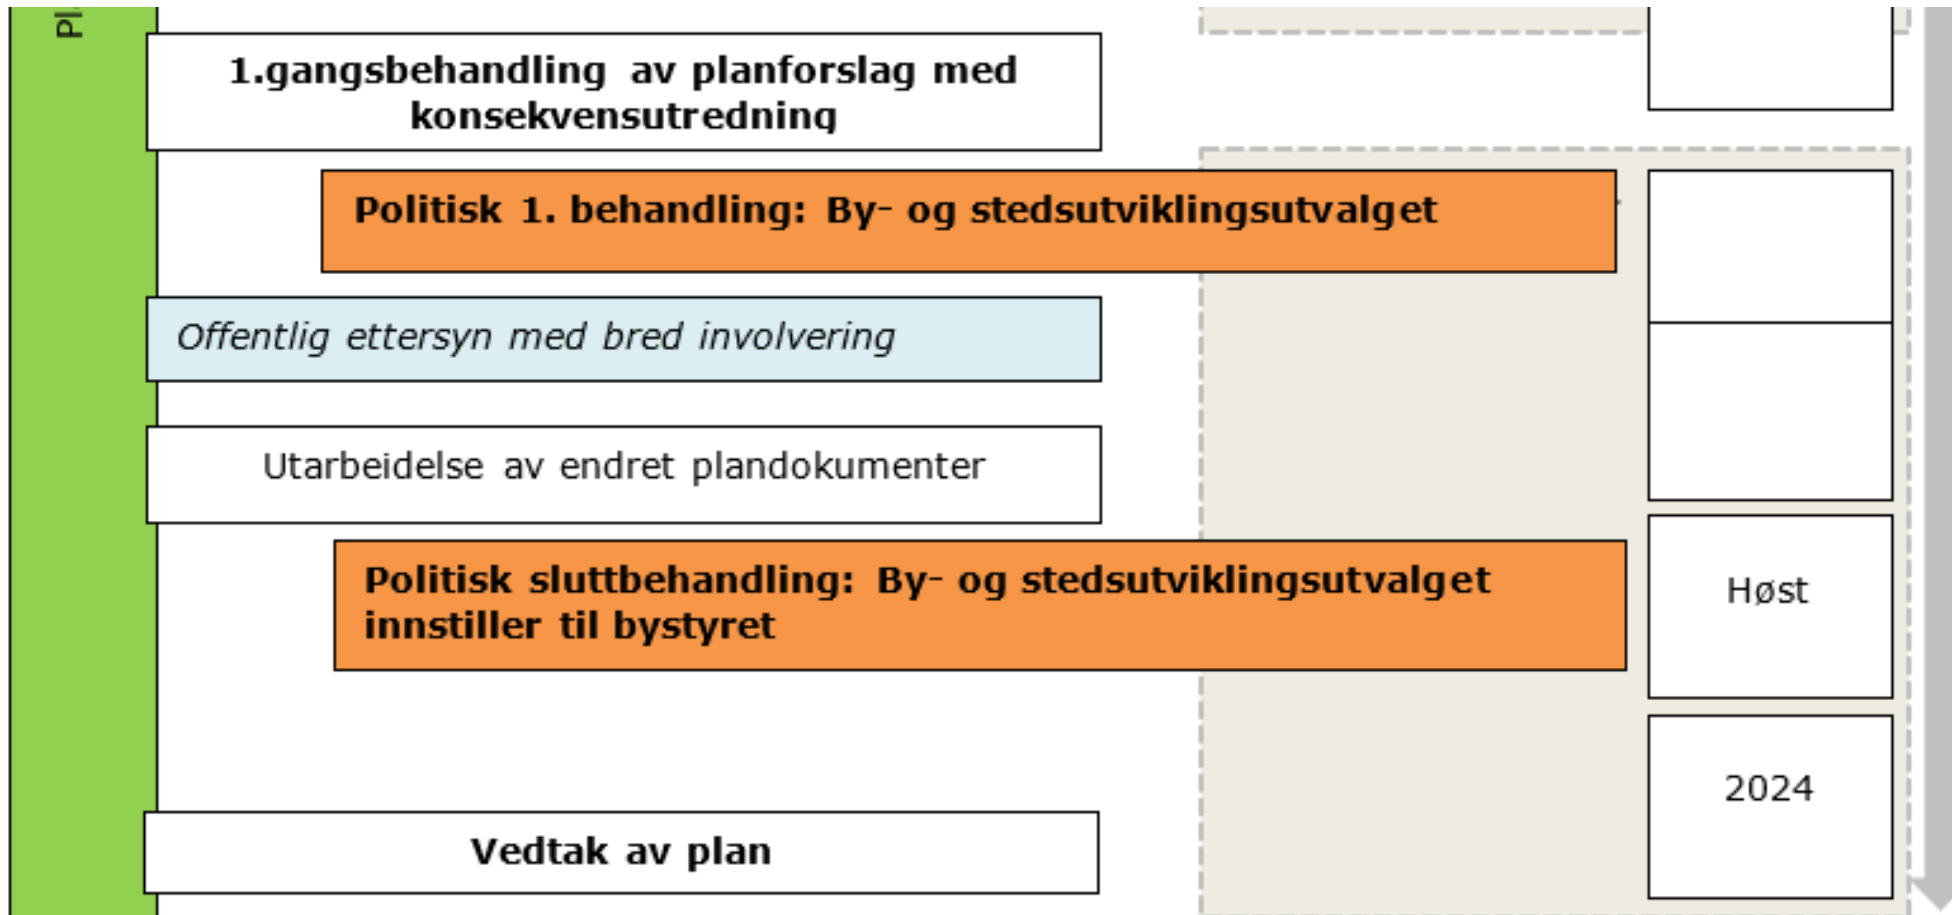 Pl
1.gangsbehandling av planforslag med
konsekvensutredning
Politisk 1. behandling: By- og stedsutviklingsutvalget
Offentlig ettersyn med bred involvering
Utarbeidelse av endret plandokumenter
Politisk sluttbehandling: By- og stedsutviklingsutvalget
innstiller til bystyret
Høst
2024
Vedtak av plan